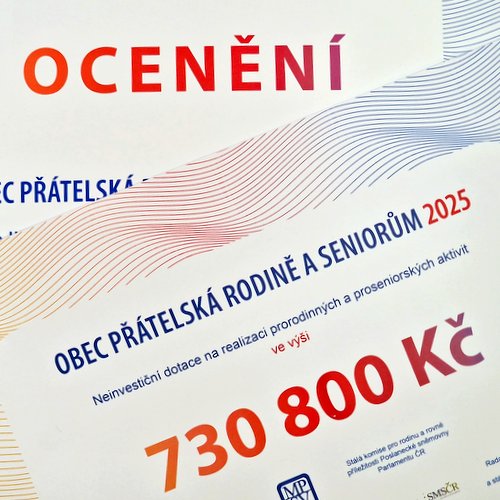 OCENĚNÍ
PŘÁTELSKÁ
OBEC PŘÁTELSKÁ RODINĚ A SENIORŮM 2025
Neinvestiční dotace na realizaci prorodinných a proseniorských aktivit
ve výši
730 800 Kč
Stálá komise pro rodinu a rovné
příležitosti Poslanecké sněmovny
Parlamentu ČR
SMSČR